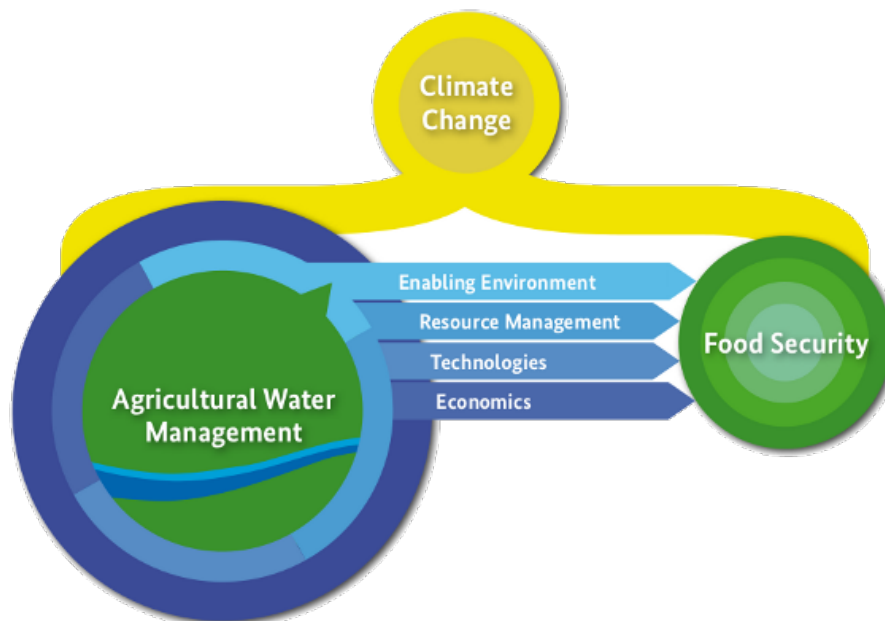 Climate
Change
Enabling Environment
Resource Management
Technologies
Economics
Agricultural Water
Management
Food Security